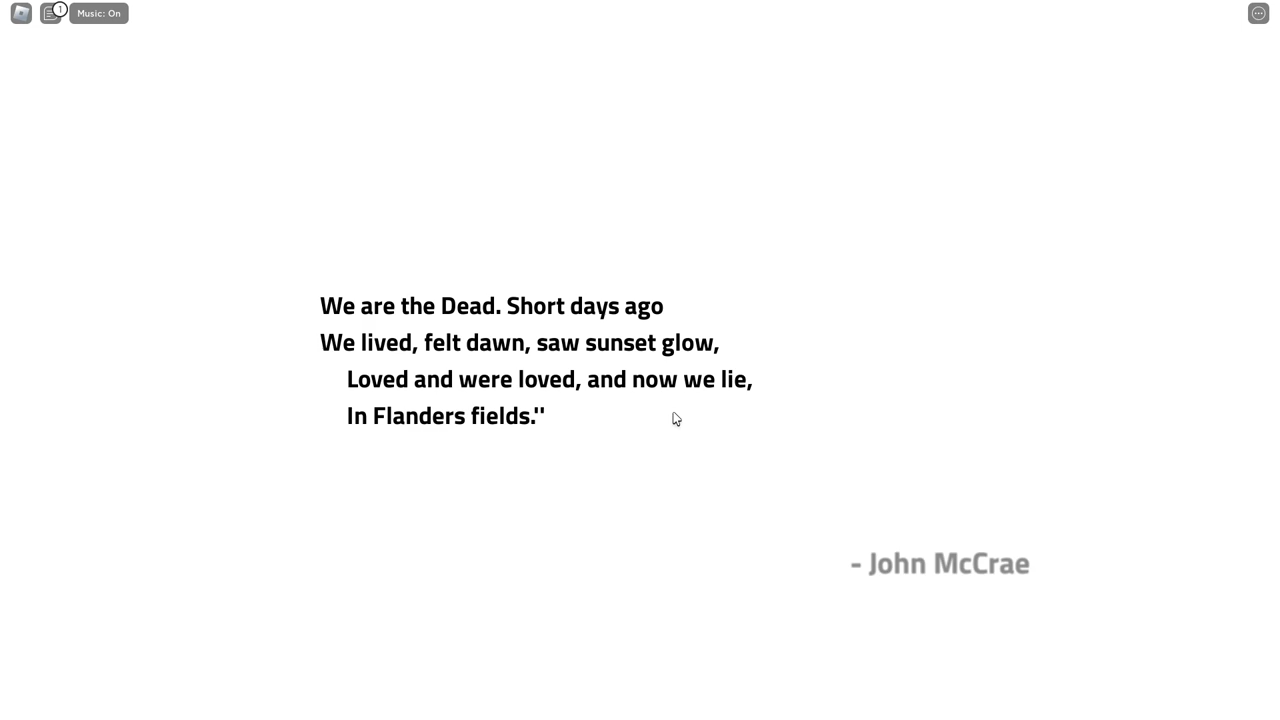 1
Music: On
We are the Dead. Short days ago
We lived, felt dawn, saw sunset glow,
Loved and were loved, and now we lie,
In Flanders fields."
- John McCrae